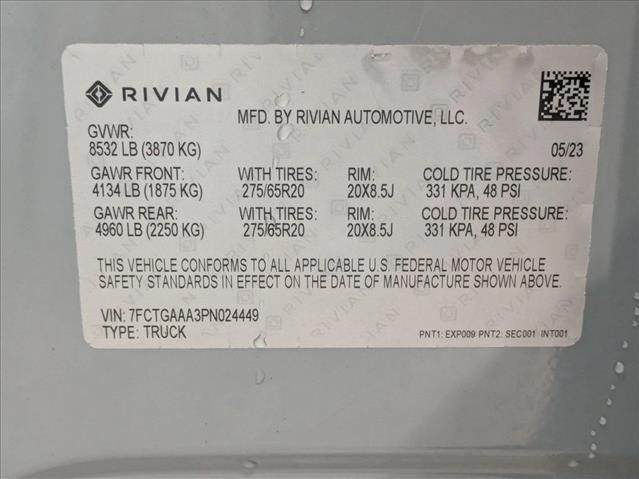 RIVIAN
MFD. BY RIVIAN AUTOMOTIVE, LLC.
GVWR:
8532 LB (3870 KG)
05/23
GAWR FRONT: WITH TIRES: RIM: COLD TIRE PRESSURE:
4134 LB (1875 KG) 275/65R20 20X8.5J 331 KPA, 48 PSI
GAWR REAR: WITH TIRES: RIM: COLD TIRE PRESSURE:
4960 LB (2250 KG) 275/65R20 20X8.5J 331 KPA, 48 PSI
THIS VEHICLE CONFORMS TO ALL APPLICABLE U.S. FEDERAL MOTOR VEHICLE
SAFETY STANDARDS IN EFFECT ON THE DATE OF MANUFACTURE SHOWN ABOVE.
VIN: 7FCTGAAA3PN024449
TYPE: TRUCK
PNT1: EXP009 PNT2: SEC001 INT001